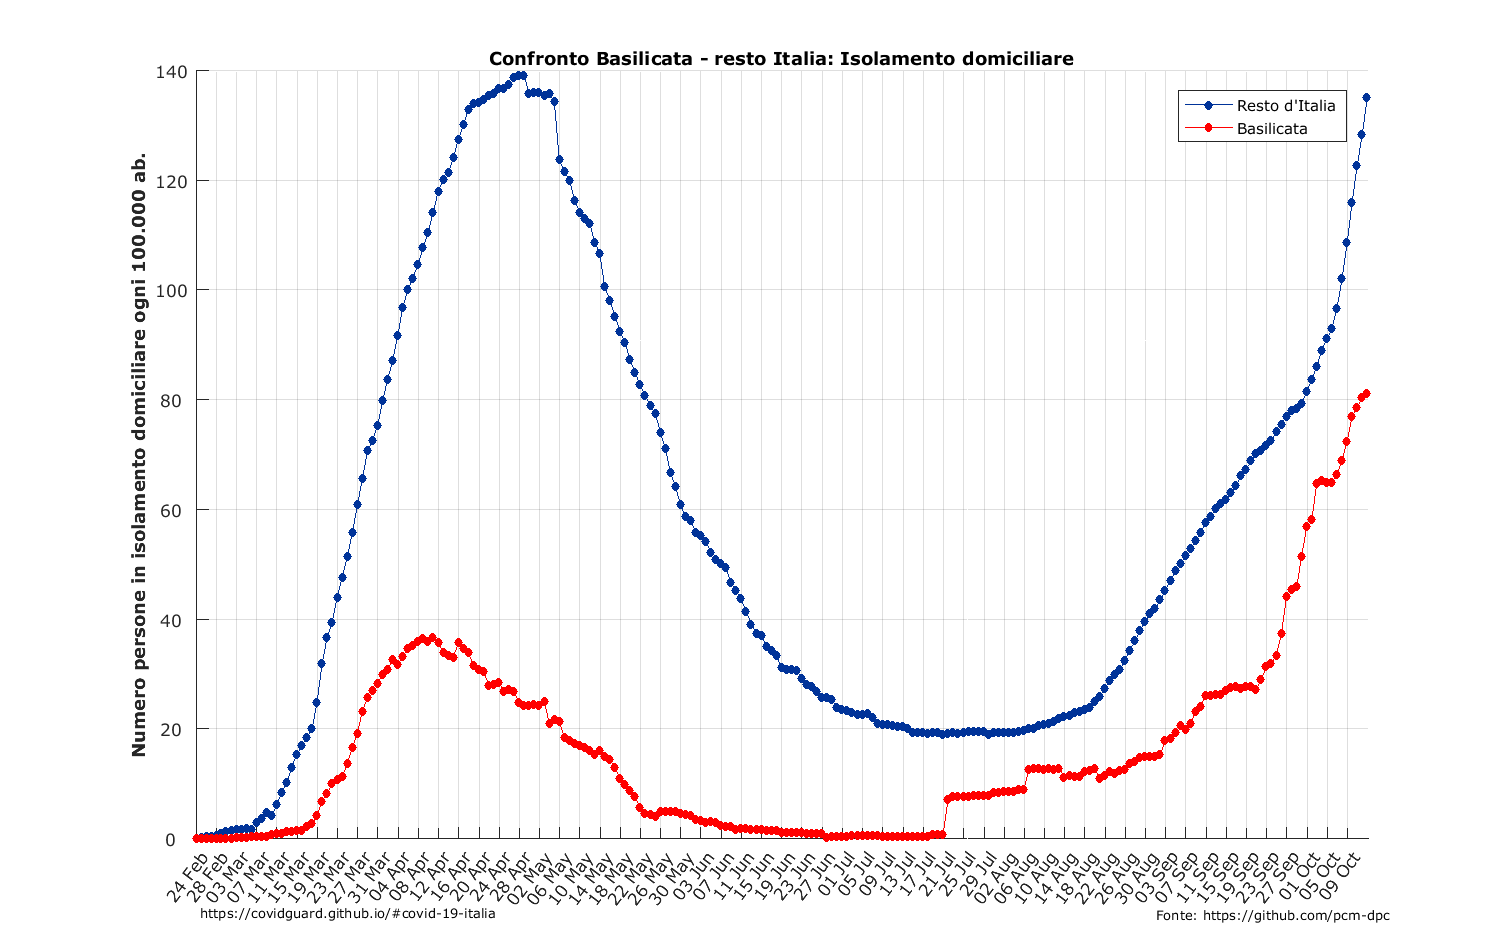 Confronto Basilicata - resto Italia: Isolamento domiciliare
Numero persone in isolamento domiciliare ogni 100.000 ab.
140
120
100
80
60
40
20
0
Resto d'Italia
Basilicata
24 Feb
28 Feb
03 Mar
07 Mar
11 Mar
15 Mar
19 Mar
23 Mar
27 Mar
31 Mar
04 Apr
08 Apr
12 Apr
16 Apr
20 Apr
24 Apr
28 Apr
02 May
06 May
10 May
14 May
18 May
22 May
26 May
30 May
03 Jun
07 Jun
11 Jun
15 Jun
19 Jun
23 Jun
27 Jun
01 Jul
05 Jul
09 Jul
13 Jul
17 Jul
21 Jul
25 Jul
29 Jul
02 Aug
06 Aug
10 Aug
14 Aug
18 Aug
22 Aug
26 Aug
30 Aug
03 Sep
07 Sep
11 Sep
15 Sep
19 Sep
23 Sep
27 Sep
01 Oct
05 Oct
09 Oct
https://covidguard.github.io/#covid-19-italia
Fonte: https://github.com/pcm-dpc